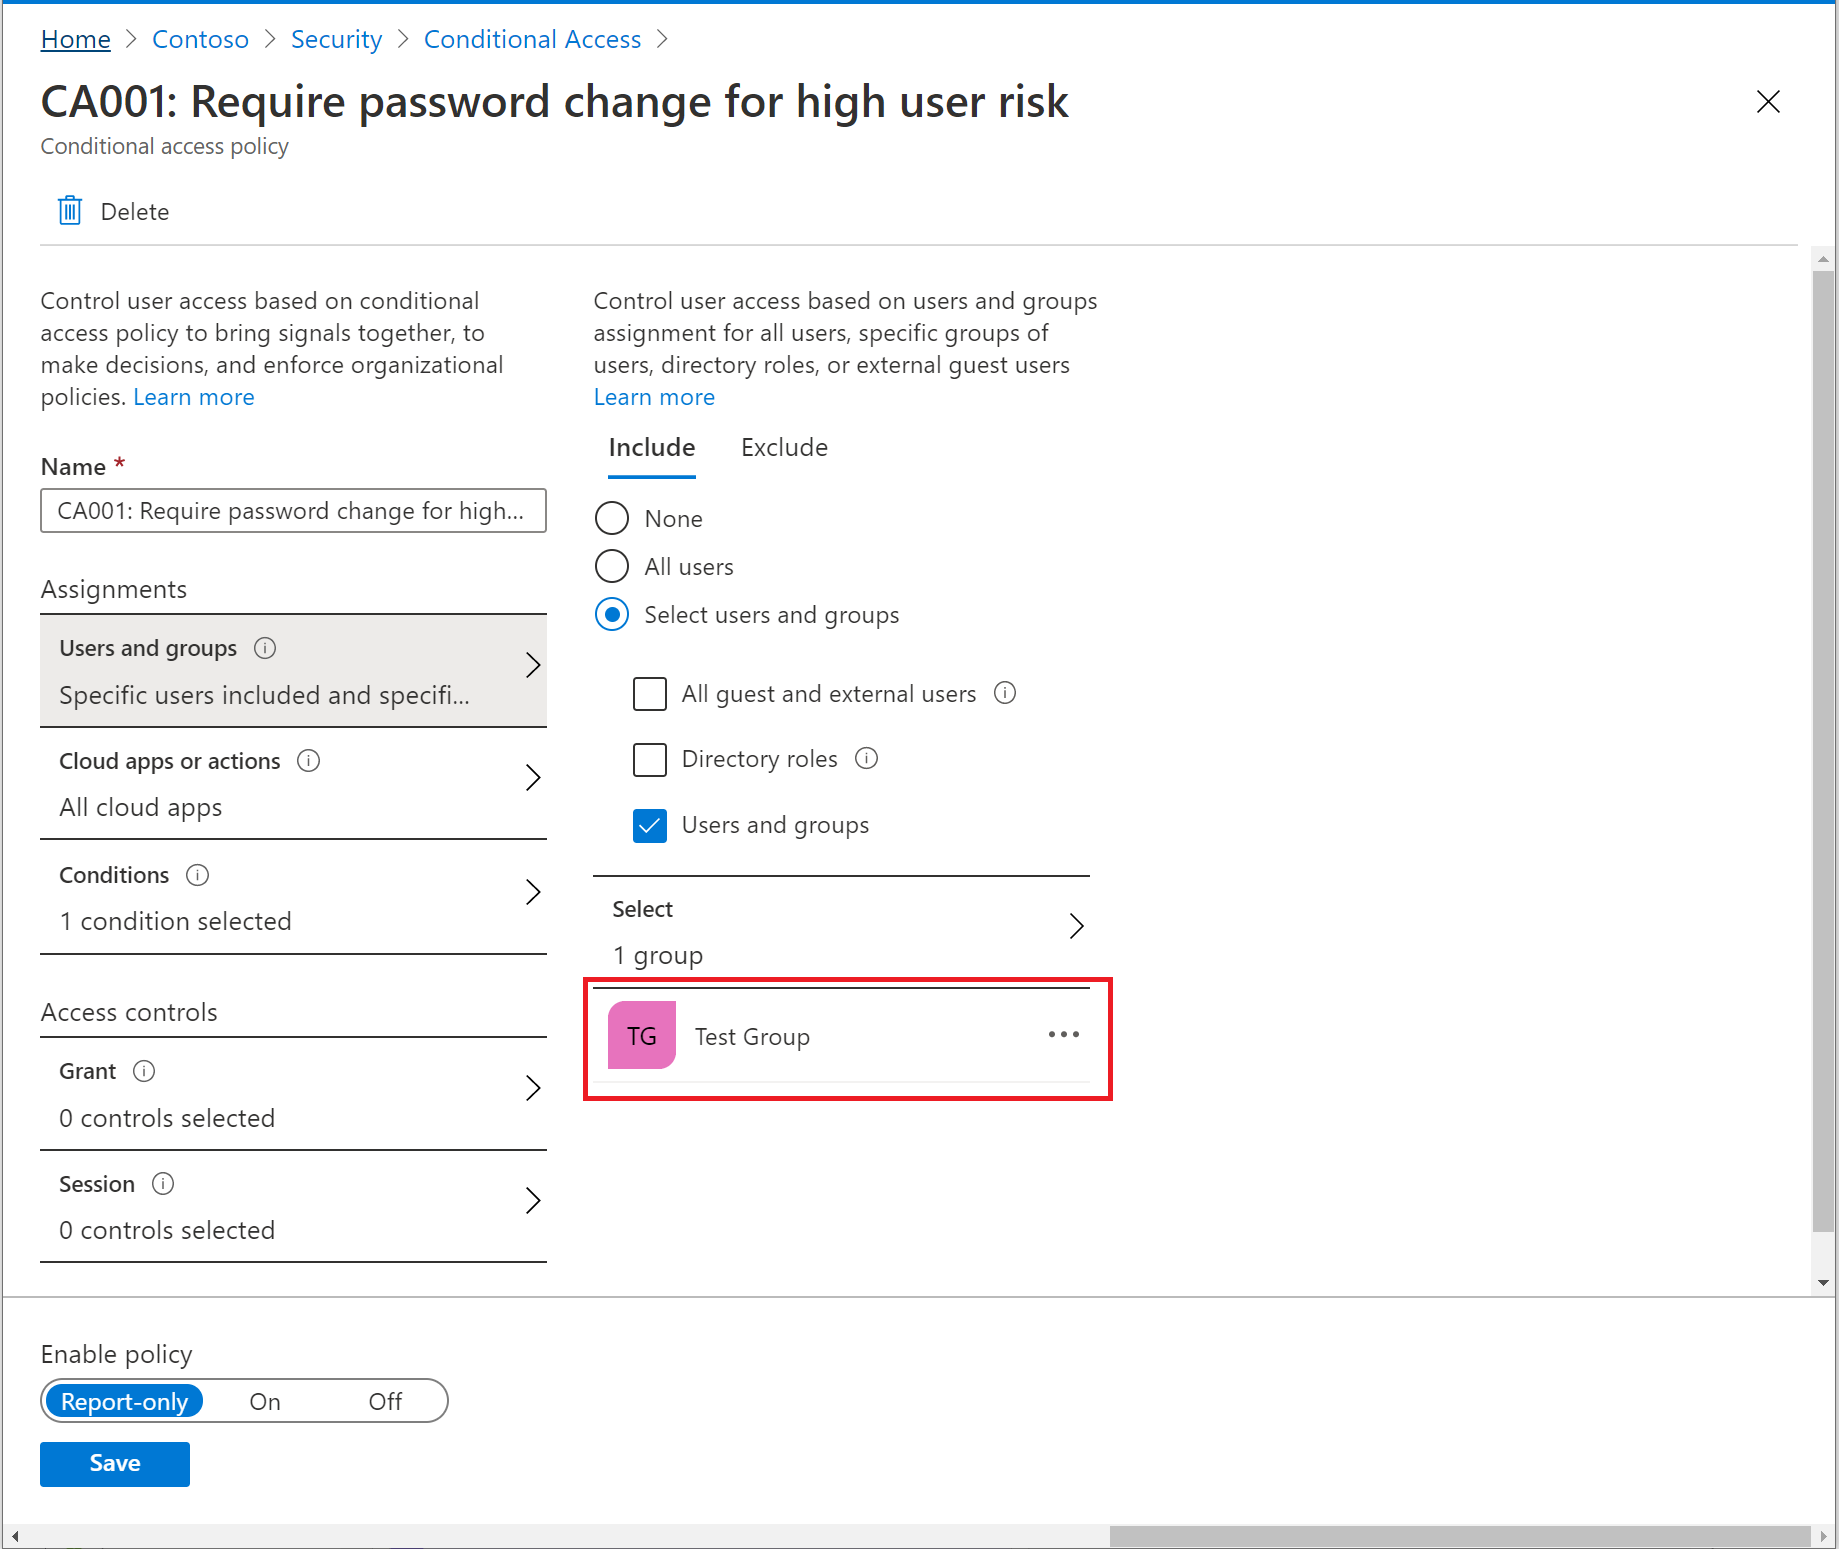 Home > Contoso > Security > Conditional Access >
CA001: Require password change for high user risk
Conditional access policy
Delete
Control user access based on conditional
access policy to bring signals together, to
make decisions, and enforce organizational
policies. Learn more
Name *
CA001: Require password change for high...
Assignments
Users and groups
Specific users included and specifi...
Cloud apps or actions
All cloud apps
Conditions
1 condition selected
Access controls
Grant
0 controls selected
Session
0 controls selected
Control user access based on users and groups
assignment for all users, specific groups of
users, directory roles, or external guest users
Learn more
Include Exclude
None
All users
Select users and groups
All guest and external users
Directory roles
Users and groups
Select
1 group
TG Test Group
Enable policy
Report-only On Off
Save